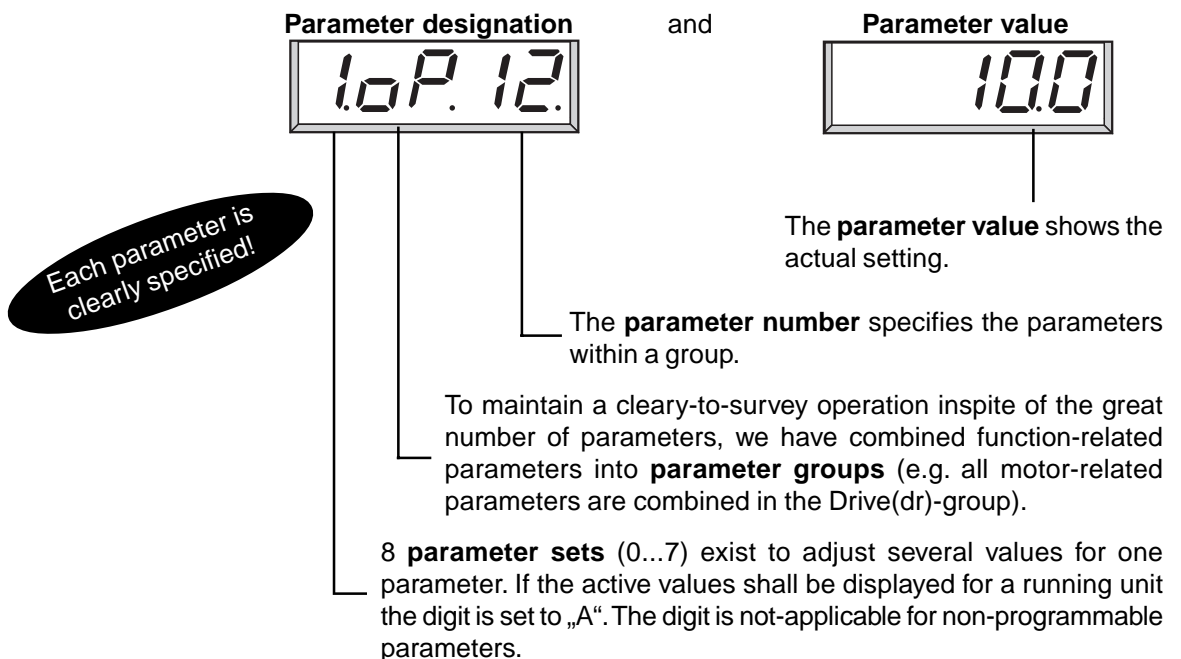 Parameter designation and Parameter value
1.oP. 12.
10.0
Each parameter is
clearly specified!
The parameter value shows the
actual setting.
The parameter number specifies the parameters
within a group.
To maintain a cleary-to-survey operation inspite of the great
number of parameters, we have combined function-related
parameters into parameter groups (e.g. all motor-related
parameters are combined in the Drive(dr)-group).
8 parameter sets (0...7) exist to adjust several values for one
parameter. If the active values shall be displayed for a running unit
the digit is set to „A“. The digit is not-applicable for non-programmable
parameters.